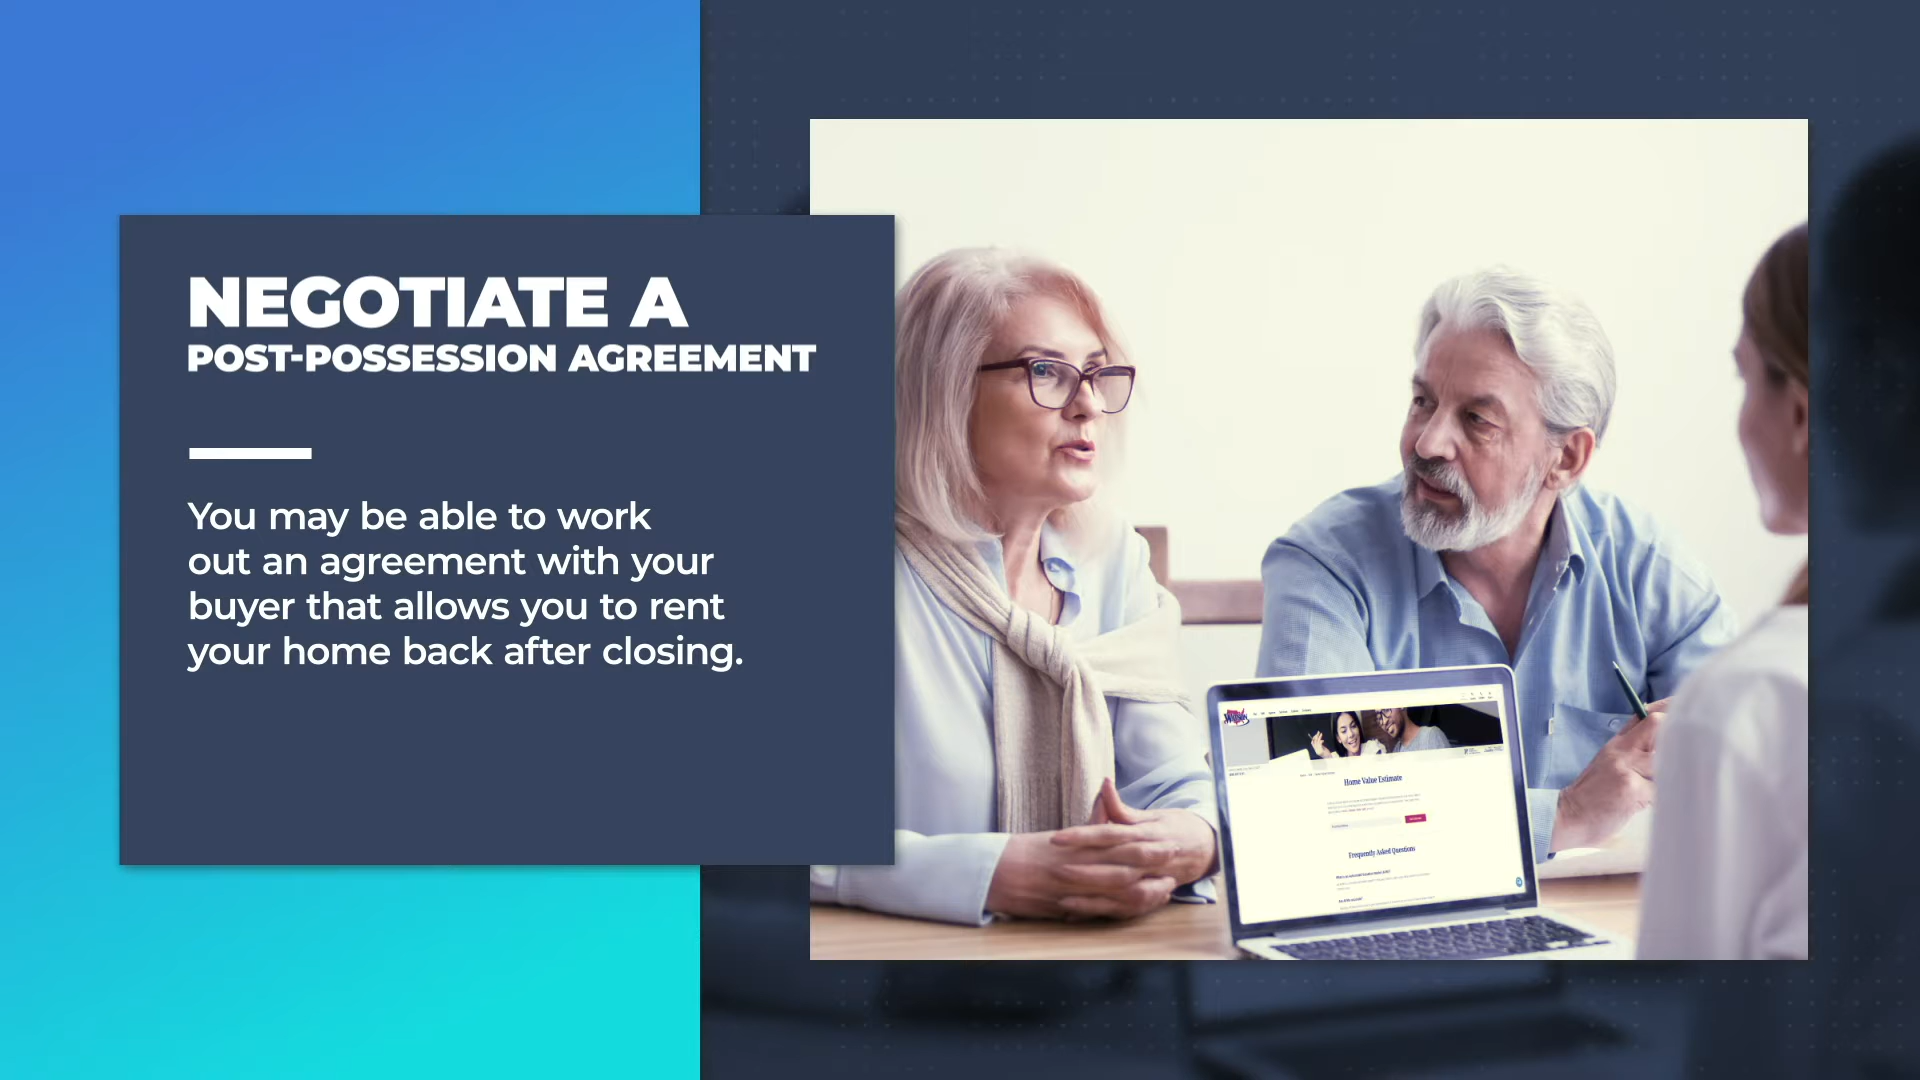 NEGOTIATE A
POST-POSSESSION AGREEMENT
You may be able to work
out an agreement with your
buyer that allows you to rent
your home back after closing.
WATSON
Home Value Estimate
Frequently Asked Questions